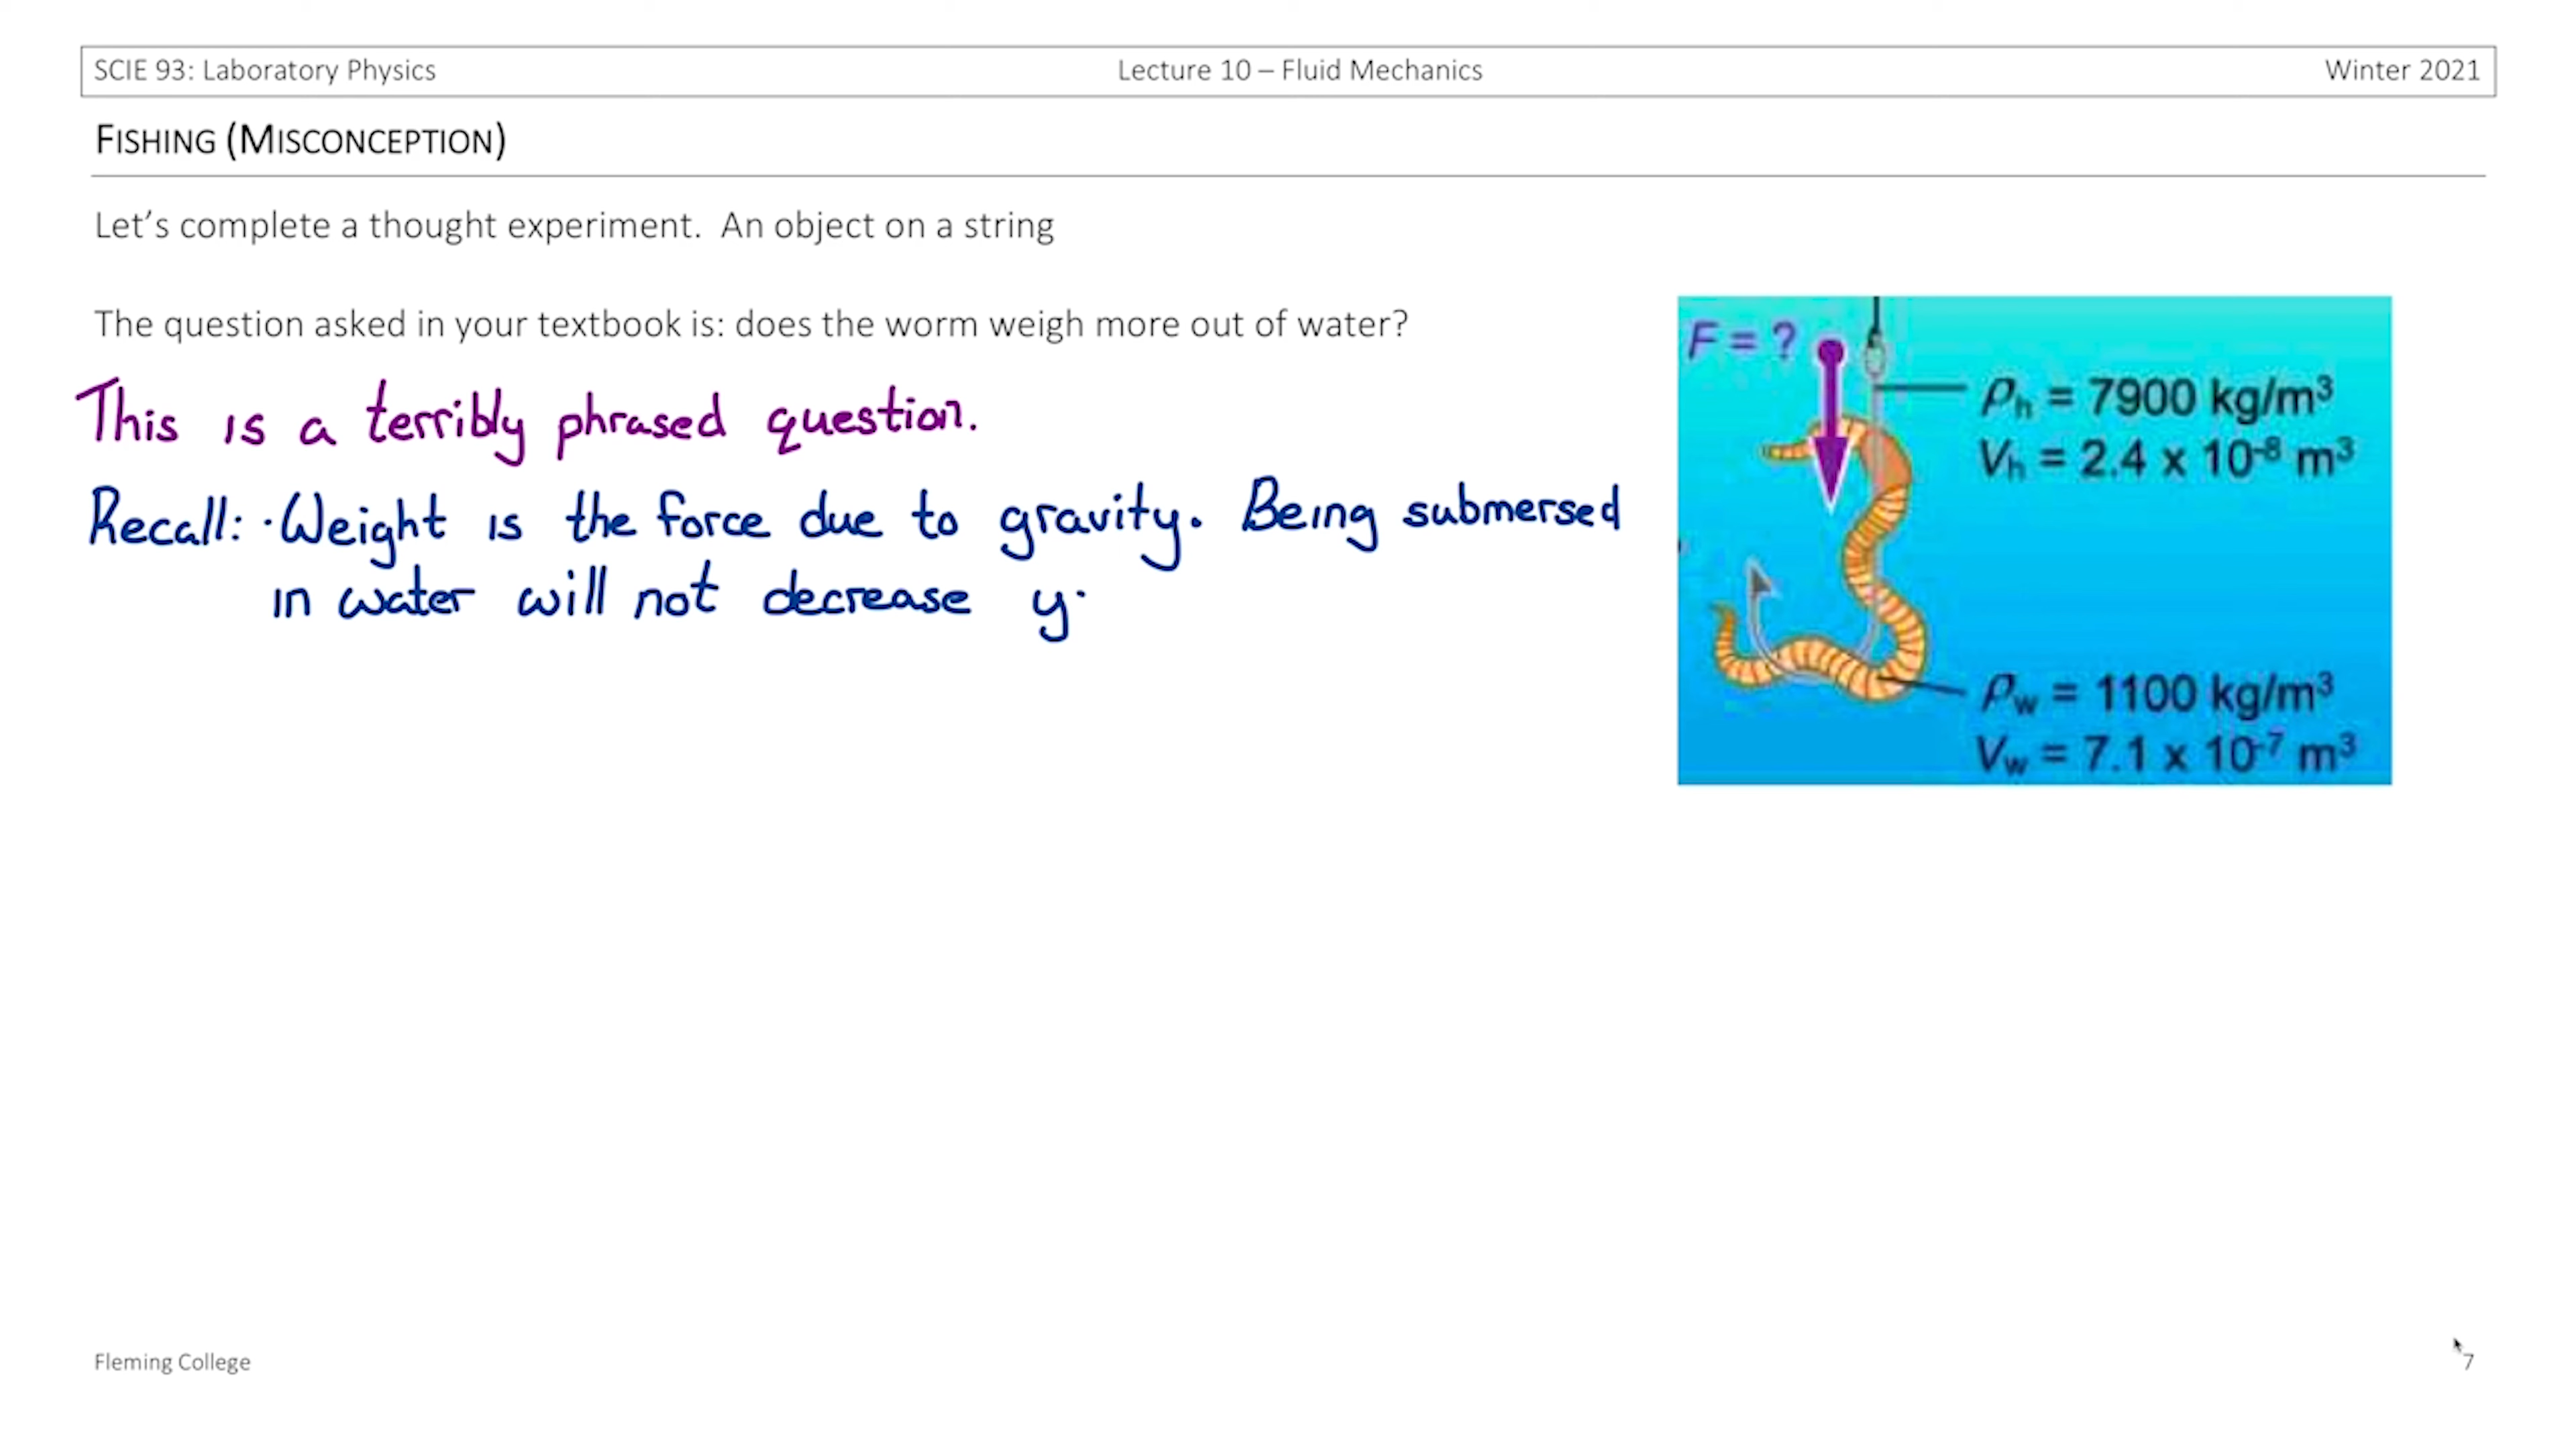 SCIE 93: Laboratory Physics
Lecture 10 – Fluid Mechanics
Winter 2021
FISHING (MISCONCEPTION)
Let’s complete a thought experiment. An object on a string
The question asked in your textbook is: does the worm weigh more out of water?
This is a terribly phrased question.
Recall: · Weight is the force due to gravity. Being submersed
in water will not decrease y
F = ?
ρh = 7900 kg/m³
Vh = 2.4 x 10⁻⁸ m³
ρw = 1100 kg/m³
Vw = 7.1 x 10⁻⁷ m³
Fleming College
7